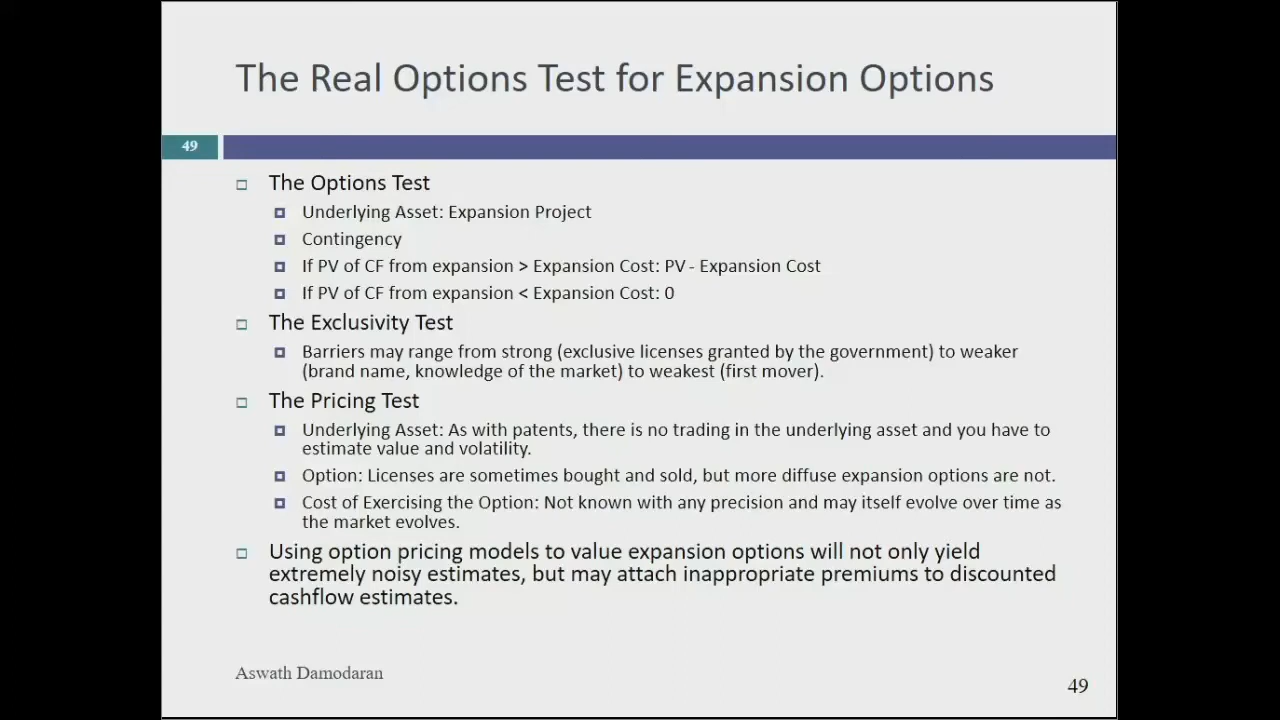 The Real Options Test for Expansion Options
49
The Options Test
Underlying Asset: Expansion Project
Contingency
If PV of CF from expansion > Expansion Cost: PV - Expansion Cost
If PV of CF from expansion < Expansion Cost: 0
The Exclusivity Test
Barriers may range from strong (exclusive licenses granted by the government) to weaker
(brand name, knowledge of the market) to weakest (first mover).
The Pricing Test
Underlying Asset: As with patents, there is no trading in the underlying asset and you have to
estimate value and volatility.
Option: Licenses are sometimes bought and sold, but more diffuse expansion options are not.
Cost of Exercising the Option: Not known with any precision and may itself evolve over time as
the market evolves.
Using option pricing models to value expansion options will not only yield
extremely noisy estimates, but may attach inappropriate premiums to discounted
cashflow estimates.
Aswath Damodaran
49